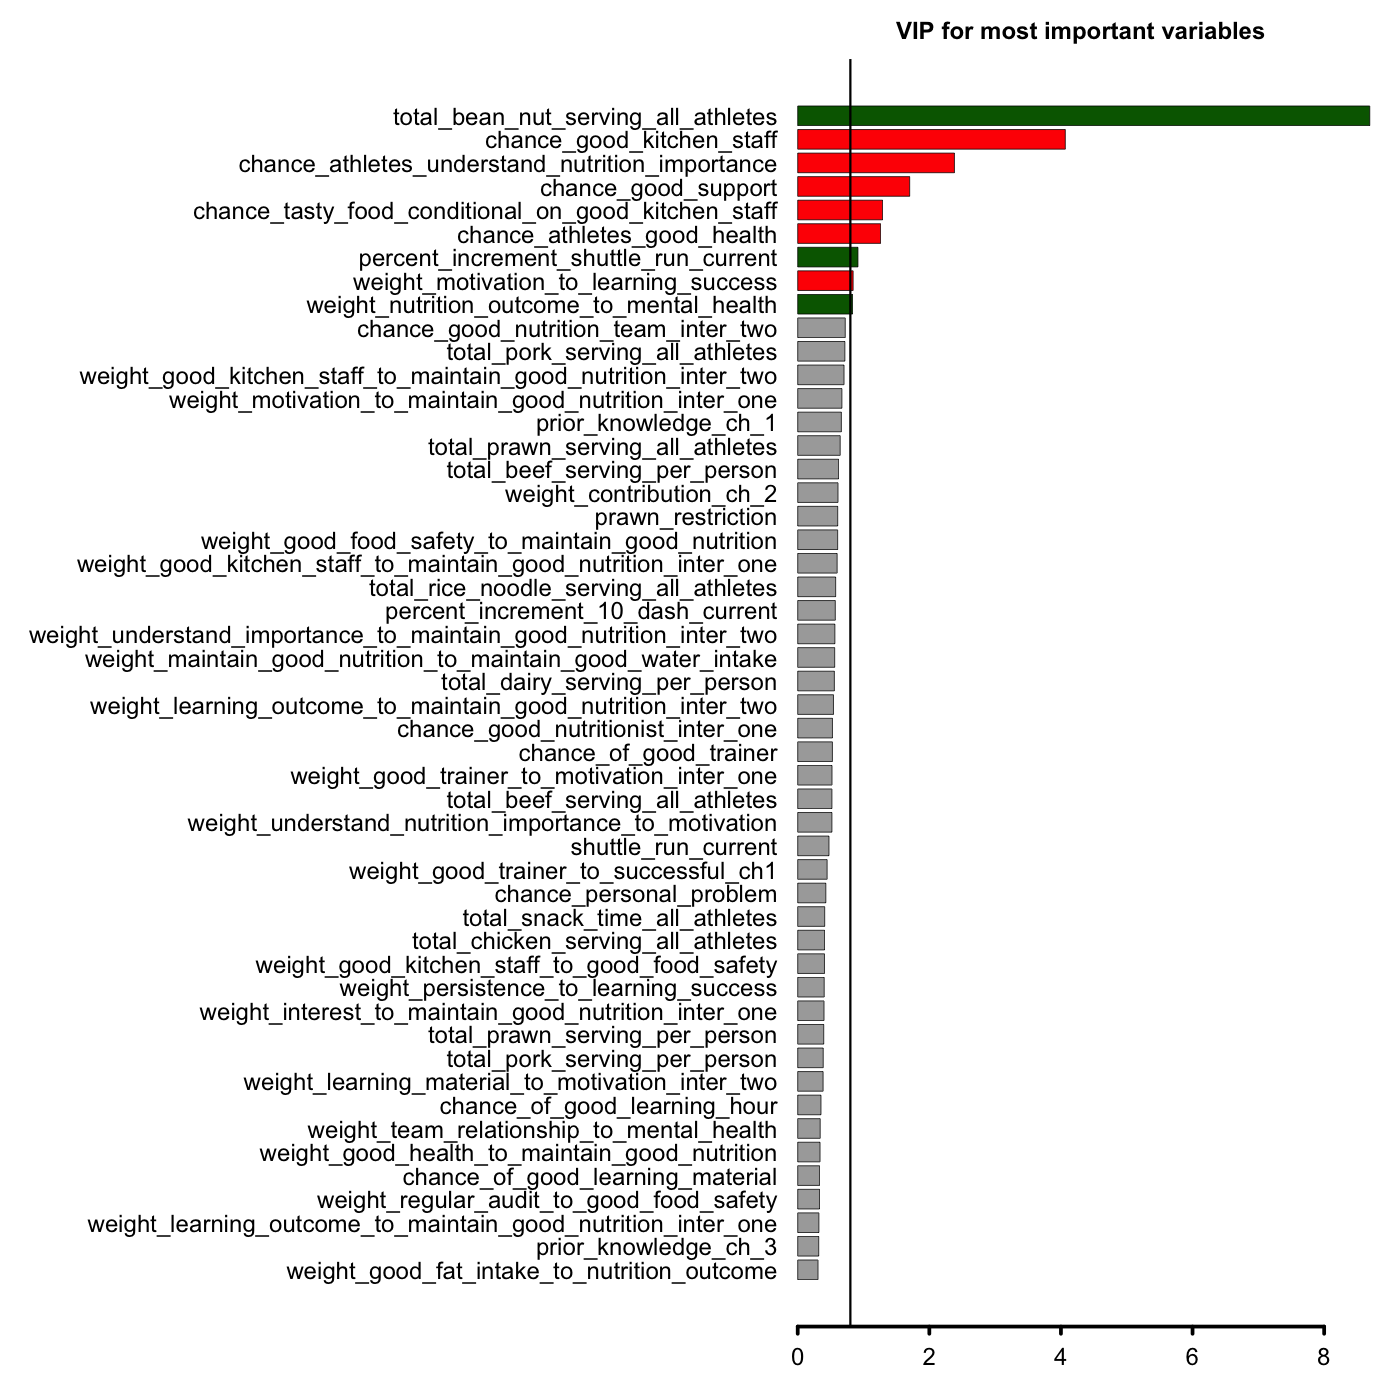 VIP for most important variables
total_bean_nut_serving_all_athletes
chance_good_kitchen_staff
chance_athletes_understand_nutrition_importance
chance_good_support
chance_tasty_food_conditional_on_good_kitchen_staff
chance_athletes_good_health
percent_increment_shuttle_run_current
weight_motivation_to_learning_success
weight_nutrition_outcome_to_mental_health
chance_good_nutrition_team_inter_two
total_pork_serving_all_athletes
weight_good_kitchen_staff_to_maintain_good_nutrition_inter_two
weight_motivation_to_maintain_good_nutrition_inter_one
prior_knowledge_ch_1
total_prawn_serving_all_athletes
total_beef_serving_per_person
weight_contribution_ch_2
prawn_restriction
weight_good_food_safety_to_maintain_good_nutrition
weight_good_kitchen_staff_to_maintain_good_nutrition_inter_one
total_rice_noodle_serving_all_athletes
percent_increment_10_dash_current
weight_understand_importance_to_maintain_good_nutrition_inter_two
weight_maintain_good_nutrition_to_maintain_good_water_intake
total_dairy_serving_per_person
weight_learning_outcome_to_maintain_good_nutrition_inter_two
chance_good_nutritionist_inter_one
chance_of_good_trainer
weight_good_trainer_to_motivation_inter_one
total_beef_serving_all_athletes
weight_understand_nutrition_importance_to_motivation
shuttle_run_current
weight_good_trainer_to_successful_ch1
chance_personal_problem
total_snack_time_all_athletes
total_chicken_serving_all_athletes
weight_good_kitchen_staff_to_good_food_safety
weight_persistence_to_learning_success
weight_interest_to_maintain_good_nutrition_inter_one
total_prawn_serving_per_person
total_pork_serving_per_person
weight_learning_material_to_motivation_inter_two
chance_of_good_learning_hour
weight_team_relationship_to_mental_health
weight_good_health_to_maintain_good_nutrition
chance_of_good_learning_material
weight_regular_audit_to_good_food_safety
weight_learning_outcome_to_maintain_good_nutrition_inter_one
prior_knowledge_ch_3
weight_good_fat_intake_to_nutrition_outcome
0 2 4 6 8